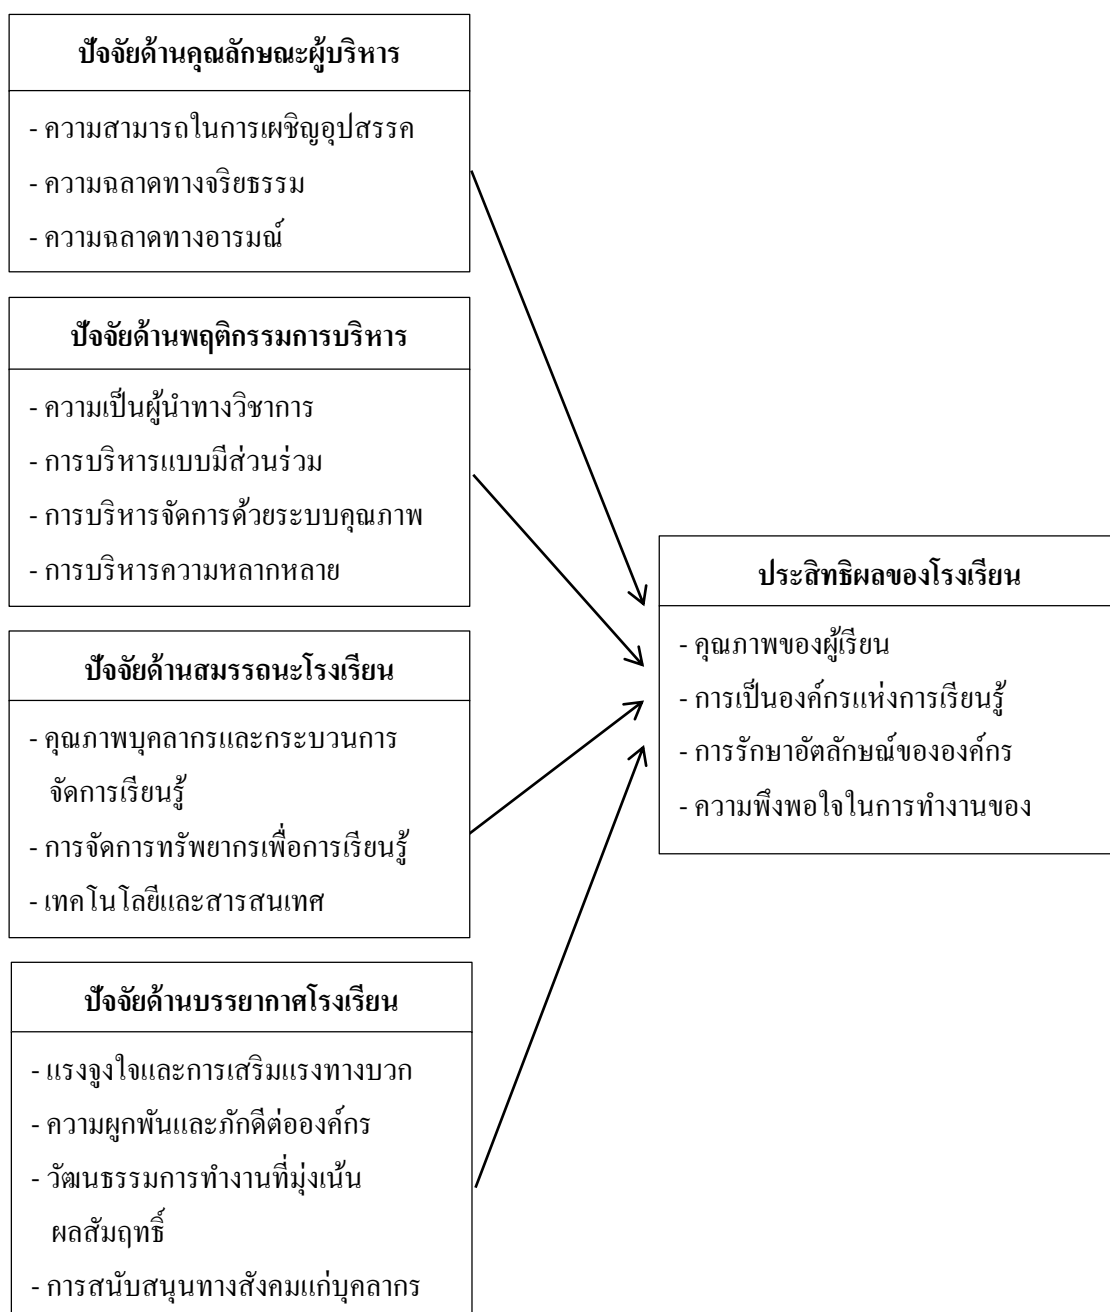 ปัจจัยด้านคุณลักษณะผู้บริหาร
- ความสามารถในการเผชิญอุปสรรค
- ความฉลาดทางจริยธรรม
- ความฉลาดทางอารมณ์
ปัจจัยด้านพฤติกรรมการบริหาร
- ความเป็นผู้นำทางวิชาการ
- การบริหารแบบมีส่วนร่วม
- การบริหารจัดการด้วยระบบคุณภาพ
- การบริหารความหลากหลาย
ปัจจัยด้านสมรรถนะโรงเรียน
- คุณภาพบุคลากรและกระบวนการ
จัดการเรียนรู้
- การจัดการทรัพยากรเพื่อการเรียนรู้
- เทคโนโลยีและสารสนเทศ
ปัจจัยด้านบรรยากาศโรงเรียน
- แรงจูงใจและการเสริมแรงทางบวก
- ความผูกพันและภักดีต่อองค์กร
- วัฒนธรรมการทำงานที่มุ่งเน้น
ผลสัมฤทธิ์
- การสนับสนุนทางสังคมแก่บุคลากร
ประสิทธิผลของโรงเรียน
- คุณภาพของผู้เรียน
- การเป็นองค์กรแห่งการเรียนรู้
- การรักษาอัตลักษณ์ขององค์กร
- ความพึงพอใจในการทำงานของ